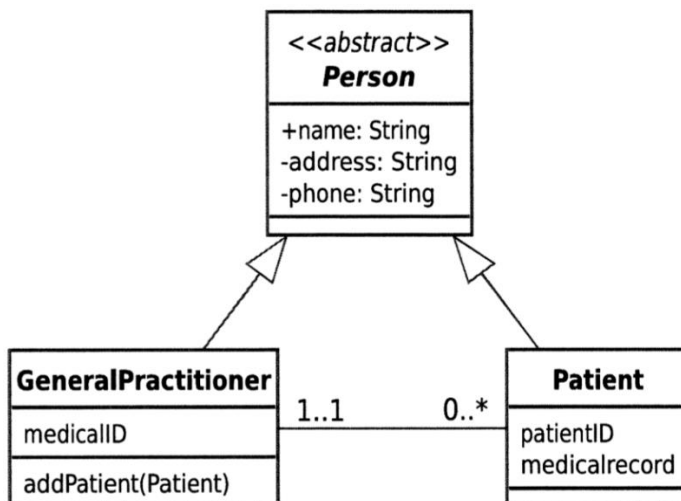 <<abstract>>
Person
+name: String
-address: String
-phone: String
GeneralPractitioner
medicalID
addPatient(Patient)
1..1
0..*
Patient
patientID
medicalrecord